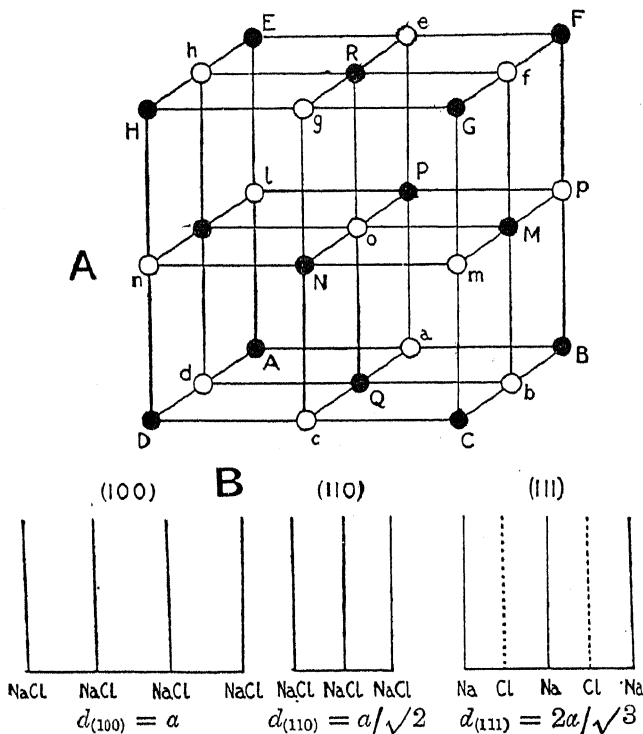 E e F
h R f
H g G
l P p
A o M
n N m
A a B
d Q b
D c C
(100) B (110) (111)
NaCl NaCl NaCl NaCl NaCl NaCl NaCl Na Cl Na Cl Na
d(100) = a d(110) = a/√2 d(111) = 2a/√3